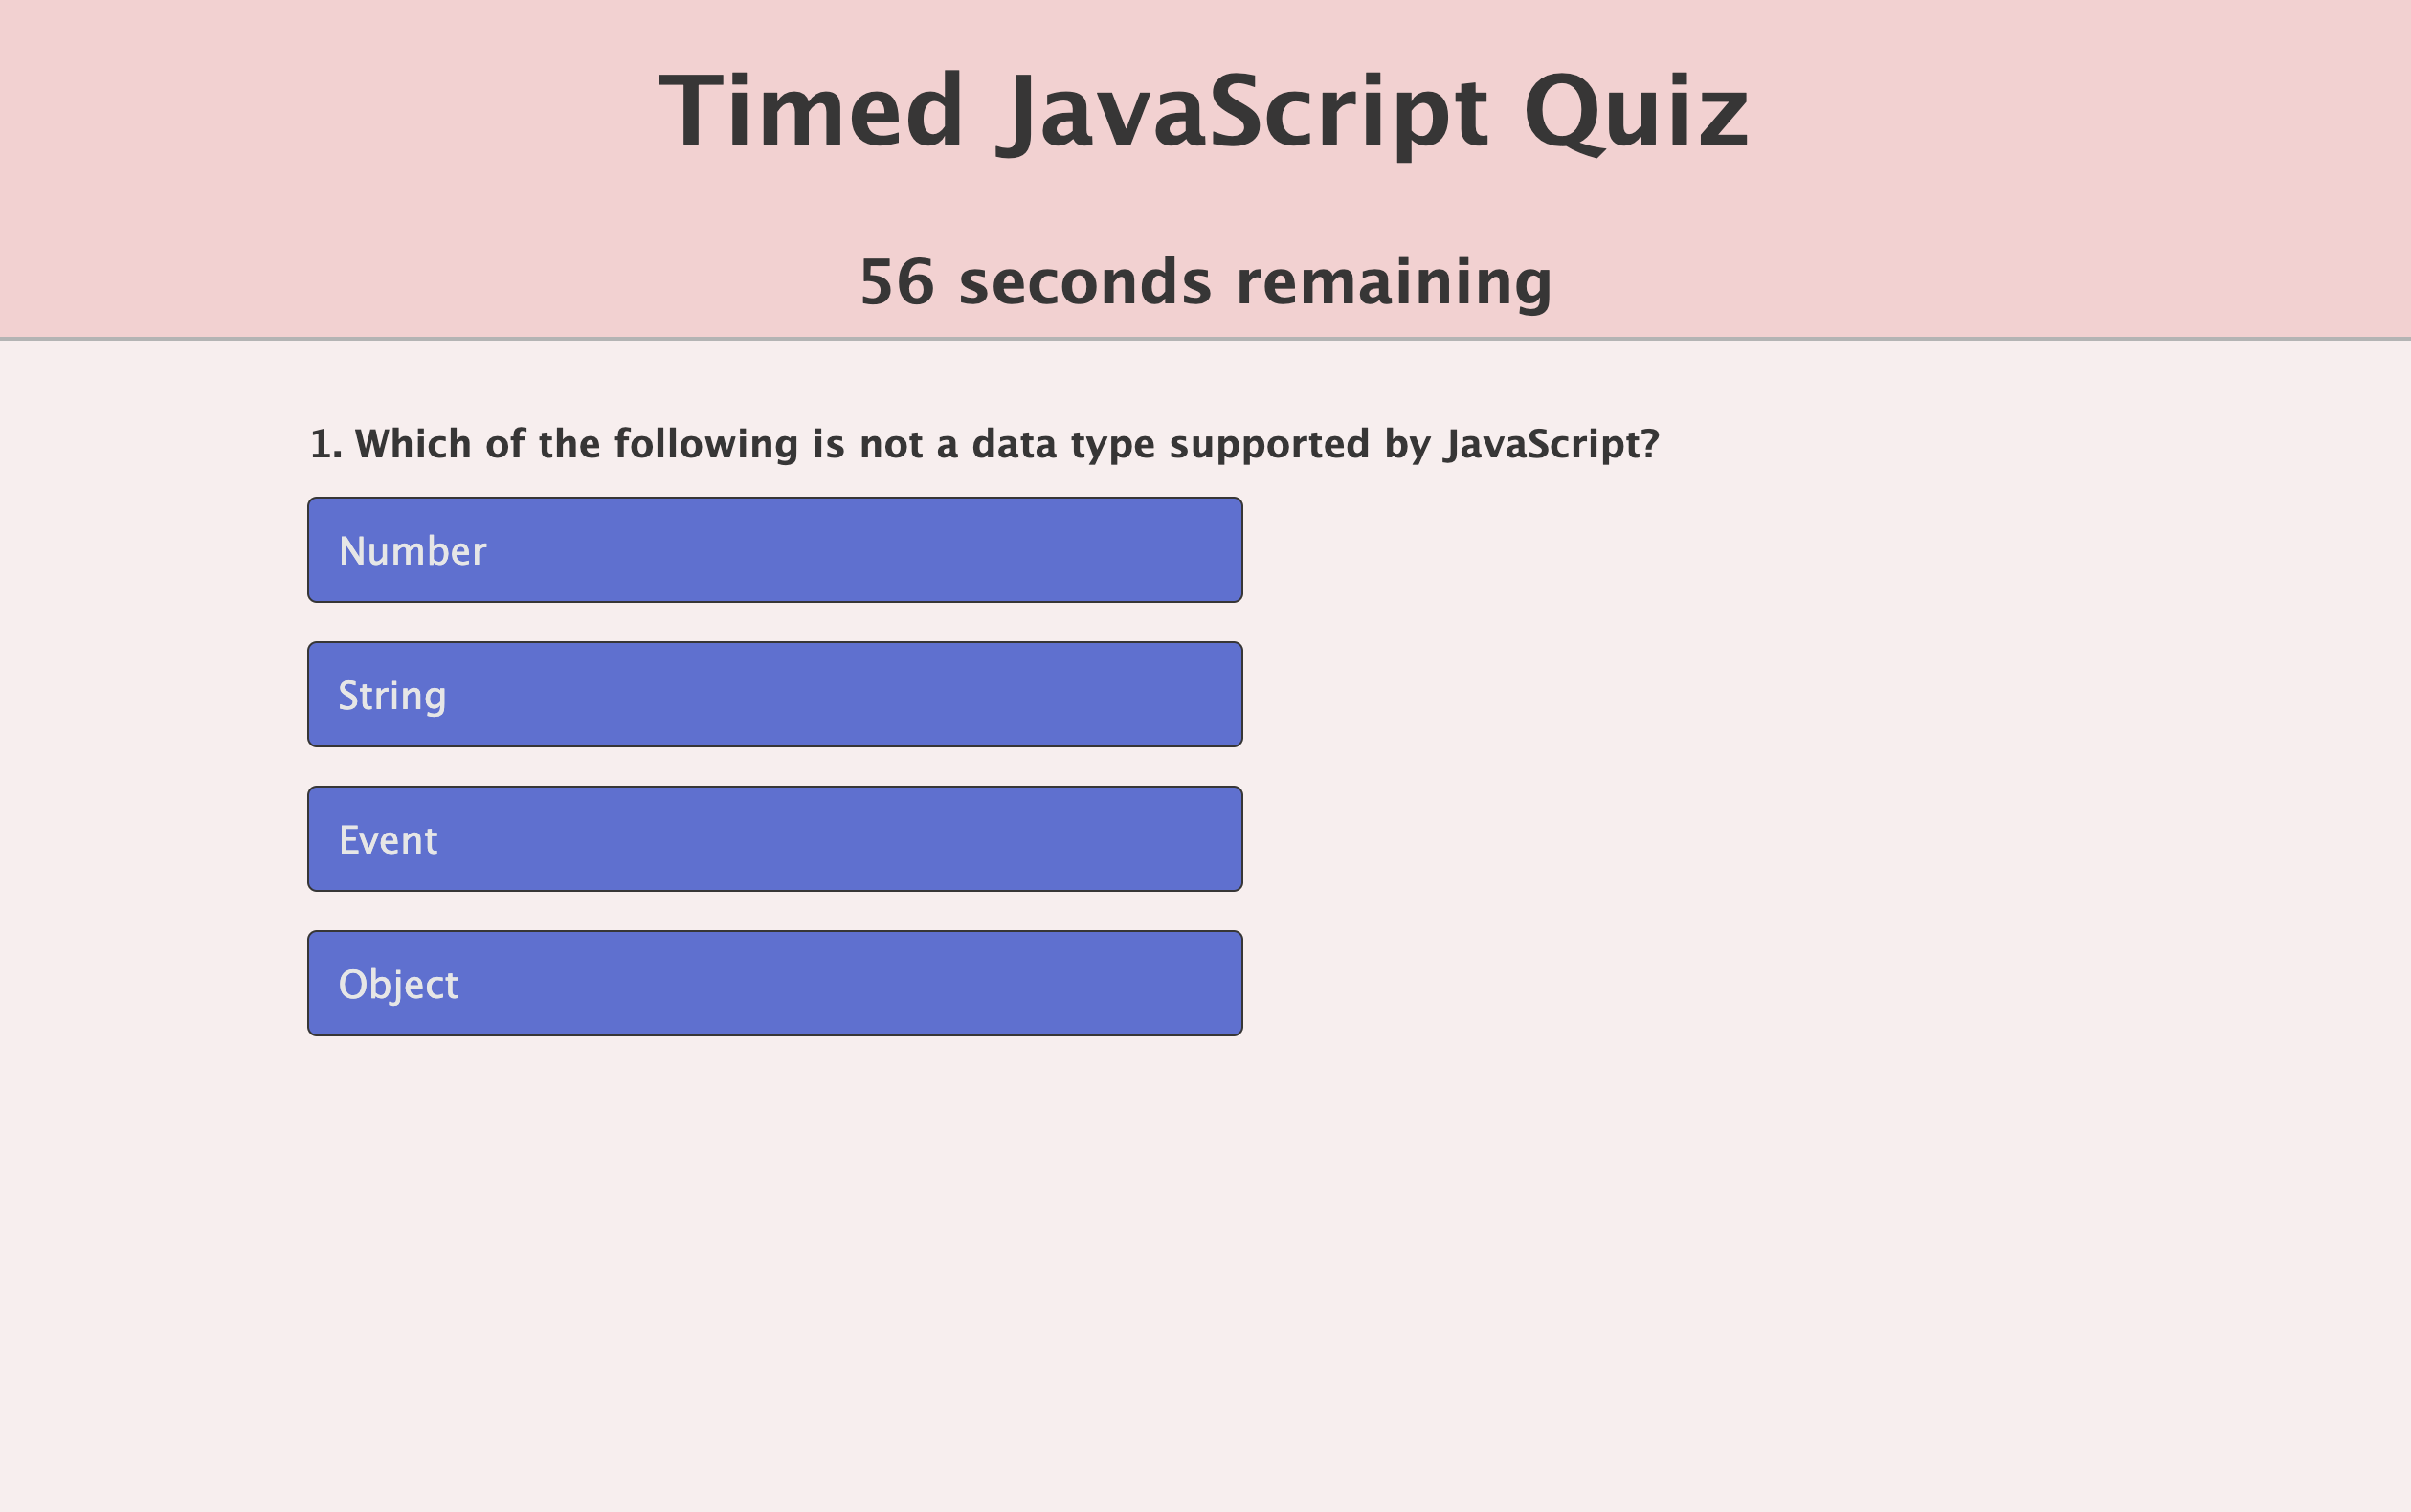 Timed JavaScript Quiz
56 seconds remaining
1. Which of the following is not a data type supported by JavaScript?
Number
String
Event
Object